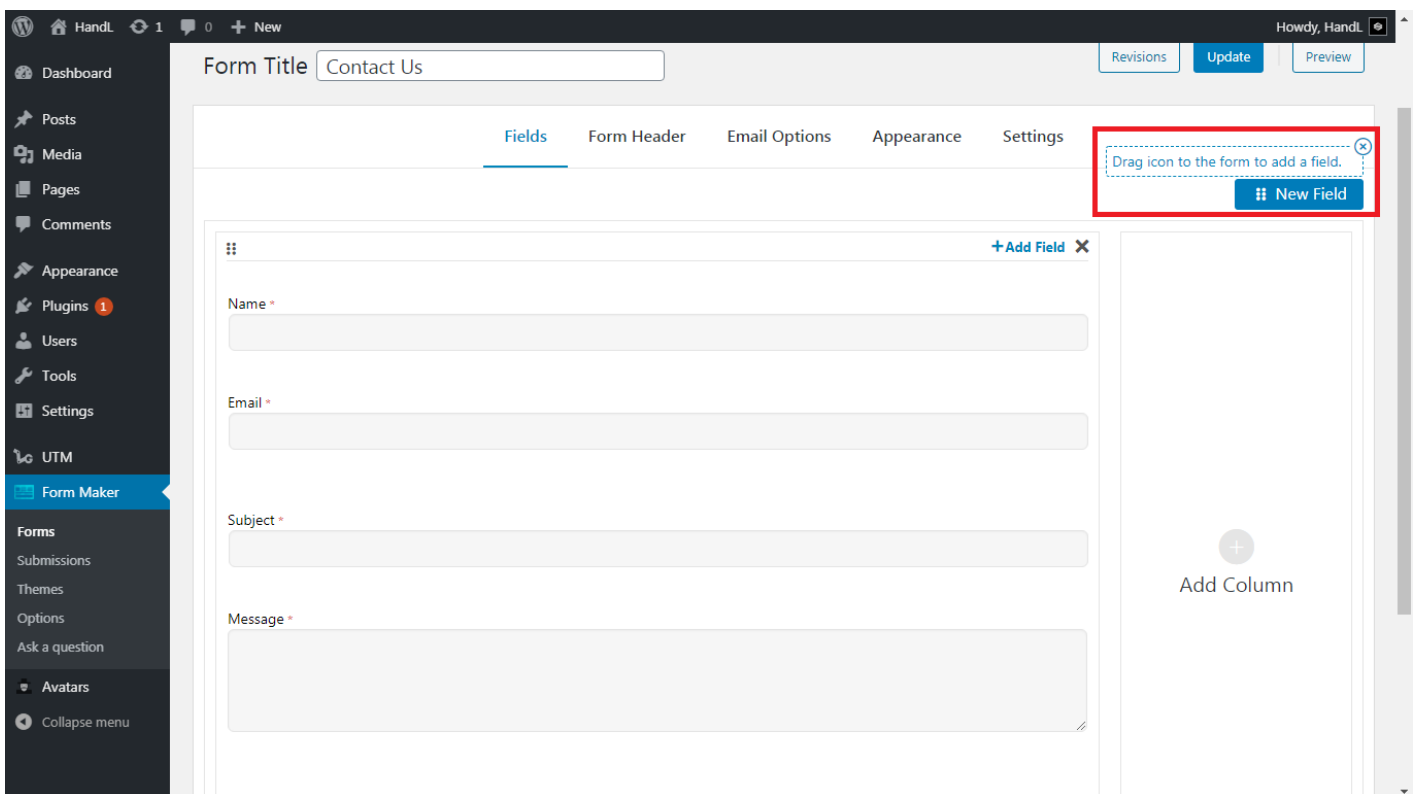 HandL 1 0 New Howdy, HandL
Dashboard
Posts
Media
Pages
Comments
Appearance
Plugins 1
Users
Tools
Settings
UTM
Form Maker
Forms
Submissions
Themes
Options
Ask a question
Avatars
Collapse menu
Form Title Contact Us Revisions Update Preview
Fields Form Header Email Options Appearance Settings
Drag icon to the form to add a field.
New Field
+Add Field
Name *
Email *
Subject *
Message *
Add Column